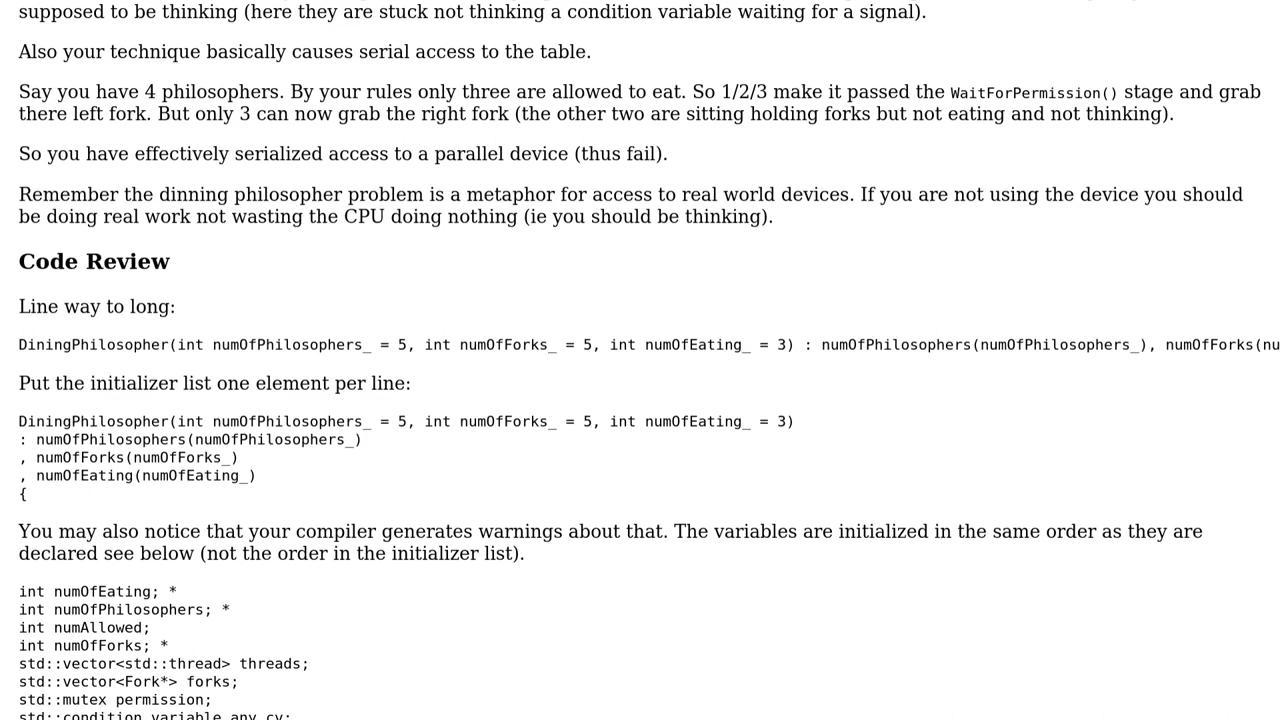 supposed to be thinking (here they are stuck not thinking a condition variable waiting for a signal).
Also your technique basically causes serial access to the table.
Say you have 4 philosophers. By your rules only three are allowed to eat. So 1/2/3 make it passed the WaitForPermission() stage and grab
there left fork. But only 3 can now grab the right fork (the other two are sitting holding forks but not eating and not thinking).
So you have effectively serialized access to a parallel device (thus fail).
Remember the dinning philosopher problem is a metaphor for access to real world devices. If you are not using the device you should
be doing real work not wasting the CPU doing nothing (ie you should be thinking).
Code Review
Line way to long:
DiningPhilosopher(int numOfPhilosophers_ = 5, int numOfForks_ = 5, int numOfEating_ = 3) : numOfPhilosophers(numOfPhilosophers_), numOfForks(nu
Put the initializer list one element per line:
DiningPhilosopher(int numOfPhilosophers_ = 5, int numOfForks_ = 5, int numOfEating_ = 3)
: numOfPhilosophers(numOfPhilosophers_)
, numOfForks(numOfForks_)
, numOfEating(numOfEating_)
{
You may also notice that your compiler generates warnings about that. The variables are initialized in the same order as they are
declared see below (not the order in the initializer list).
int numOfEating; *
int numOfPhilosophers; *
int numAllowed;
int numOfForks; *
std::vector<std::thread> threads;
std::vector<Fork*> forks;
std::mutex permission;
std::condition_variable_any cv;